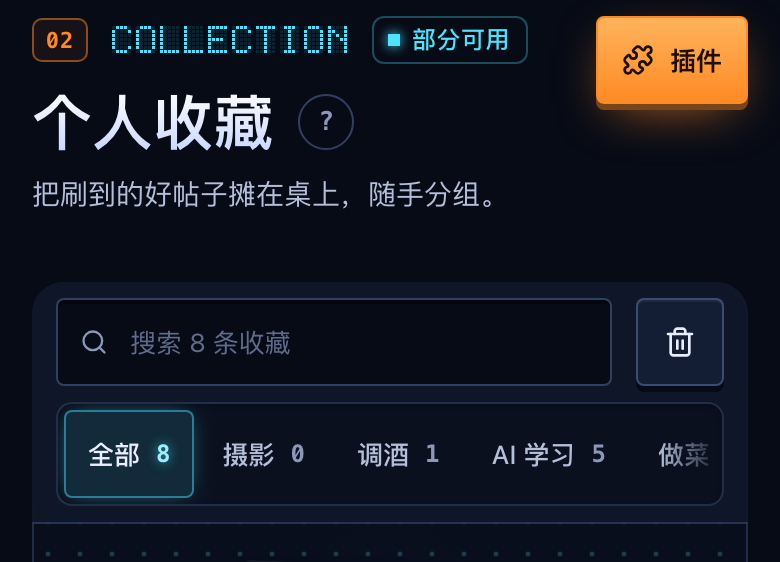 02 COLLECTION 部分可用
插件
个人收藏 ?
把刷到的好帖子摊在桌上，随手分组。
搜索 8 条收藏
全部 8 摄影 0 调酒 1 AI 学习 5 做菜